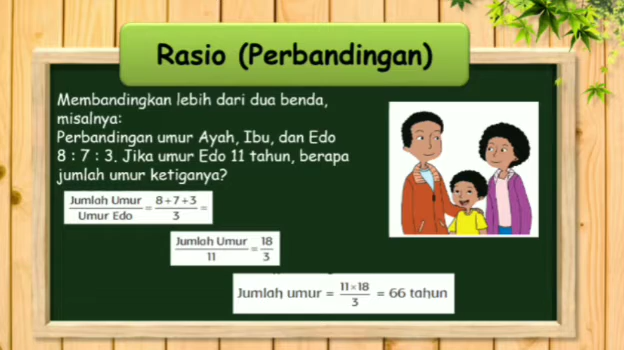 Rasio (Perbandingan)
Membandingkan lebih dari dua benda,
misalnya:
Perbandingan umur Ayah, Ibu, dan Edo
8 : 7 : 3. Jika umur Edo 11 tahun, berapa
jumlah umur ketiganya?
Jumlah Umur / Umur Edo = 8+7+3 / 3 =
Jumlah Umur / 11 = 18 / 3
Jumlah umur = 11×18 / 3 = 66 tahun